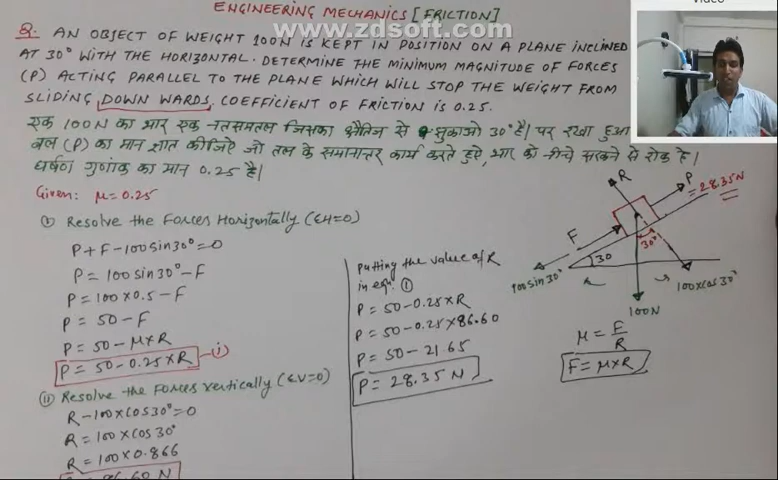 Video
ENGINEERING MECHANICS [FRICTION]
www.zdsoft.com
Q. AN OBJECT OF WEIGHT 100N IS KEPT IN POSITION ON A PLANE INCLINED
AT 30° WITH THE HORIZONTAL. DETERMINE THE MINIMUM MAGNITUDE OF FORCES
(P) ACTING PARALLEL TO THE PLANE WHICH WILL STOP THE WEIGHT FROM
SLIDING DOWN WARDS. COEFFICIENT OF FRICTION IS 0.25.
एक 100N का भार एक नतसमतल जिसका क्षैतिज से झुकाओ 30° है। पर रखा हुआ
बल (P) का मान ज्ञात कीजिए जो तल के समानान्तर कार्य करते हुए, भार को नीचे सरकने से रोक है।
घर्षण गुणांक का मान 0.25 है।
Given: μ = 0.25
(i) Resolve the Forces Horizontally (ΣH=0)
P + F - 100 sin 30° = 0
P = 100 sin 30° - F
P = 100 × 0.5 - F
P = 50 - F
P = 50 - μ × R
P = 50 - 0.25 × R — i)
(ii) Resolve the Forces vertically (ΣV=0)
R - 100 × cos 30° = 0
R = 100 × cos 30°
R = 100 × 0.866
86.60 N
Putting the value of R
in eqn. (1)
P = 50 - 0.25 × R
P = 50 - 0.25 × 86.60
P = 50 - 21.65
P = 28.35 N
R
P
= 28.35 N
F
30°
30
100 sin 30°
100 × cos 30°
100N
μ = F/R
F = μ × R